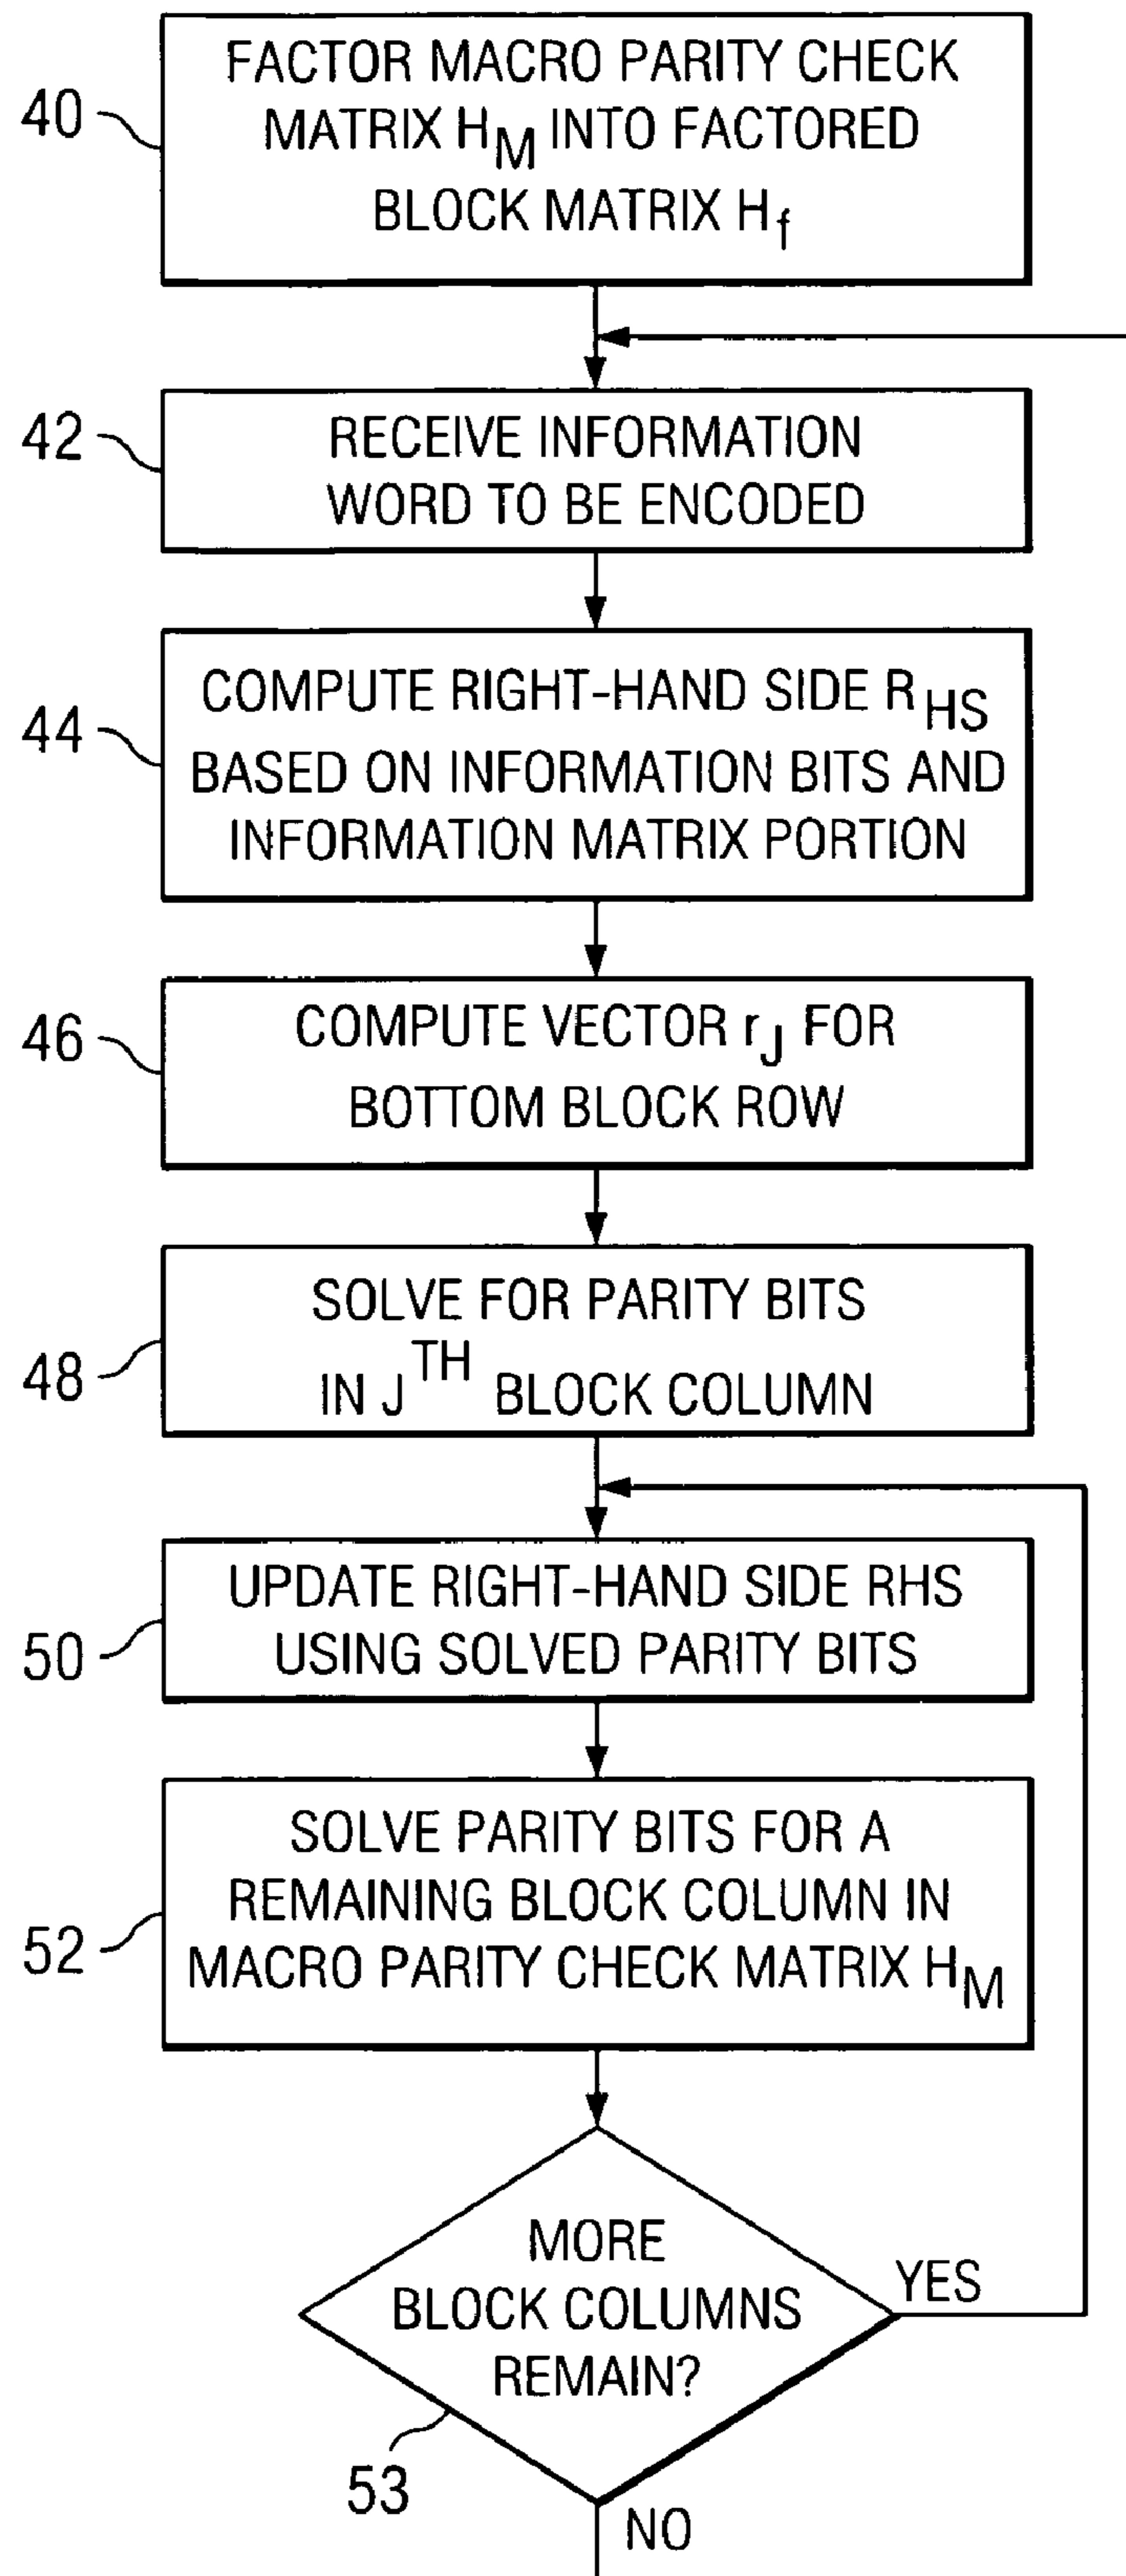 FACTOR MACRO PARITY CHECK
MATRIX HM INTO FACTORED
BLOCK MATRIX Hf
40
RECEIVE INFORMATION
WORD TO BE ENCODED
42
COMPUTE RIGHT-HAND SIDE RHS
BASED ON INFORMATION BITS AND
INFORMATION MATRIX PORTION
44
COMPUTE VECTOR rJ FOR
BOTTOM BLOCK ROW
46
SOLVE FOR PARITY BITS
IN JTH BLOCK COLUMN
48
UPDATE RIGHT-HAND SIDE RHS
USING SOLVED PARITY BITS
50
SOLVE PARITY BITS FOR A
REMAINING BLOCK COLUMN IN
MACRO PARITY CHECK MATRIX HM
52
MORE
BLOCK COLUMNS
REMAIN?
YES
53
NO